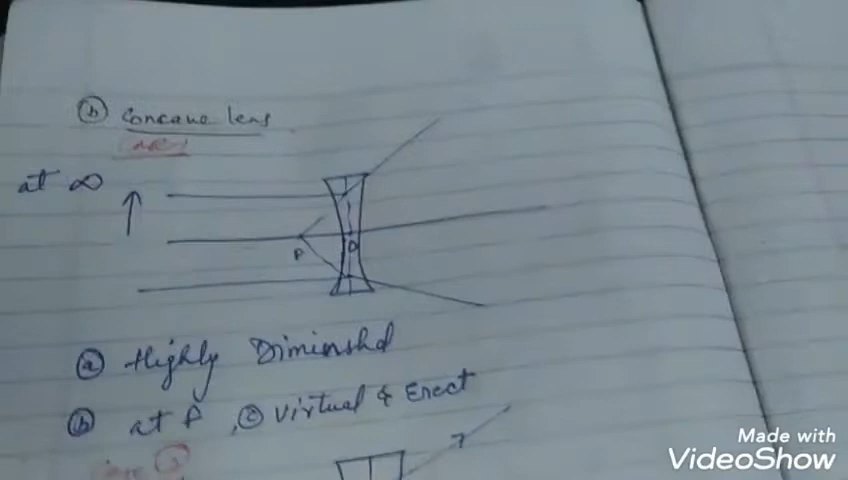 (b) Concave lens
at ∞
P
O
(a) Highly Diminshd
(b) at F, (c) Virtual & Erect
Made with
VideoShow